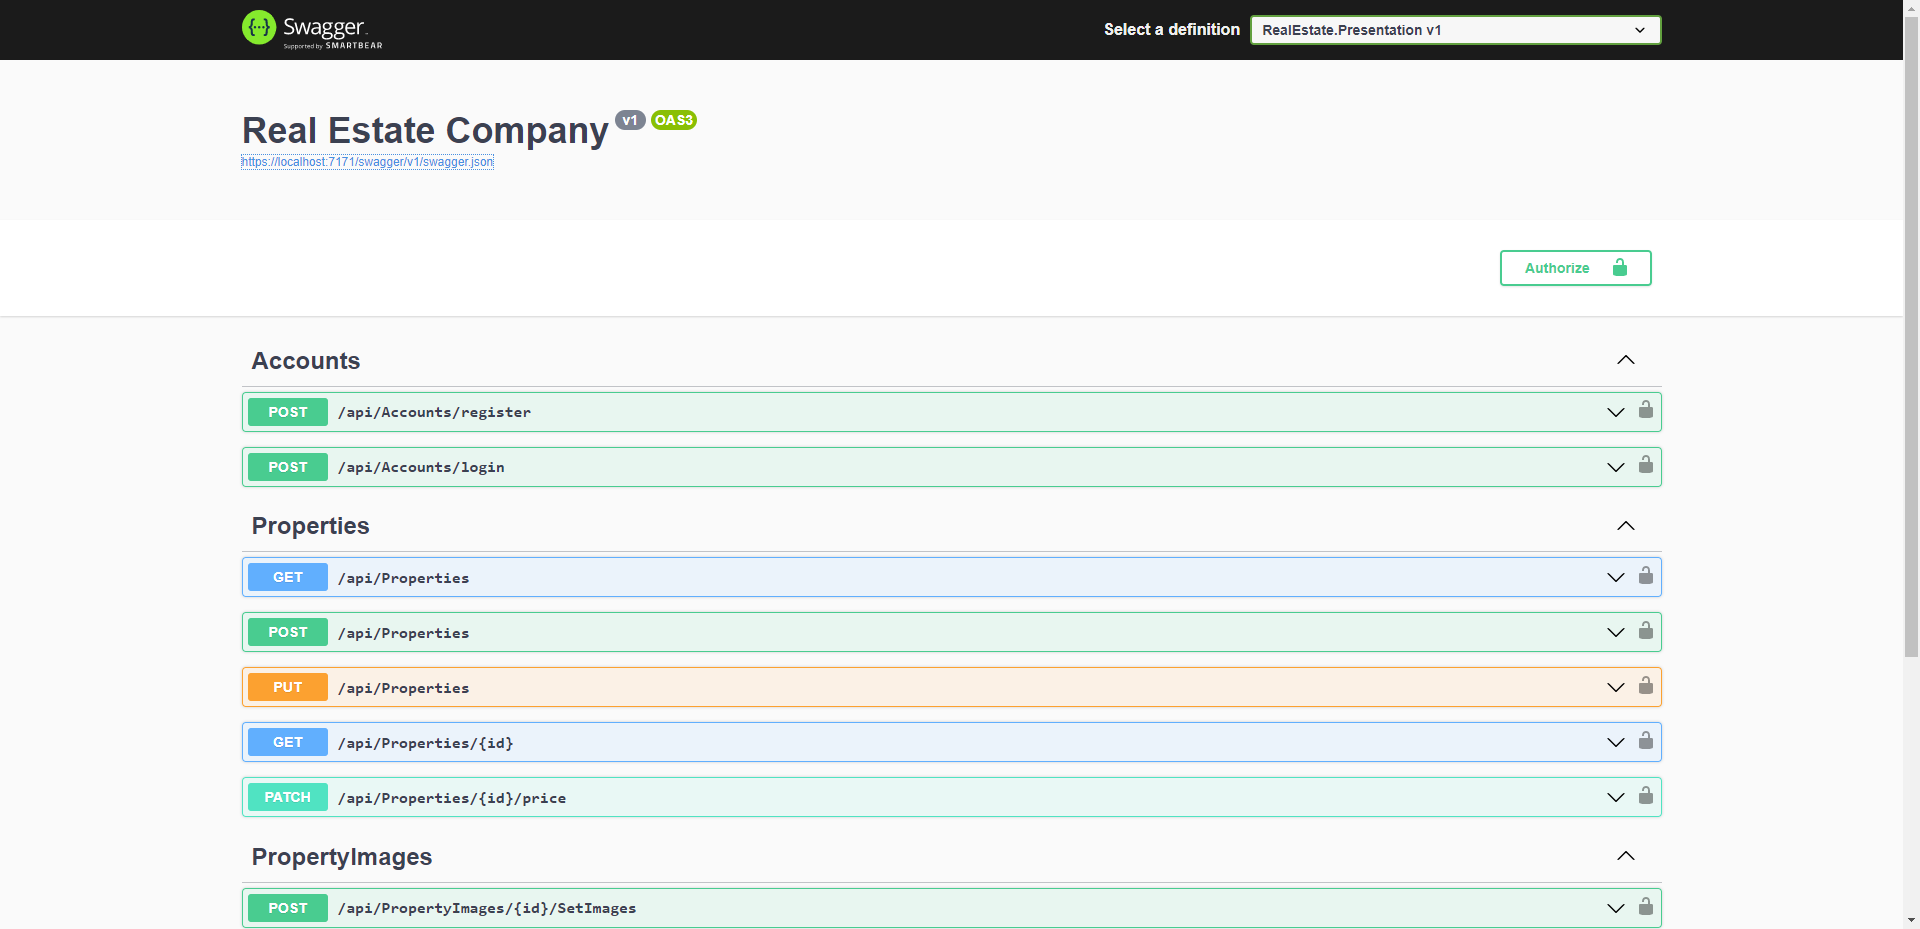 Swagger
Supported by SMARTBEAR
Select a definition
RealEstate.Presentation v1
Real Estate Company v1 OAS3
https://localhost:7171/swagger/v1/swagger.json
Authorize
Accounts
POST /api/Accounts/register
POST /api/Accounts/login
Properties
GET /api/Properties
POST /api/Properties
PUT /api/Properties
GET /api/Properties/{id}
PATCH /api/Properties/{id}/price
PropertyImages
POST /api/PropertyImages/{id}/SetImages